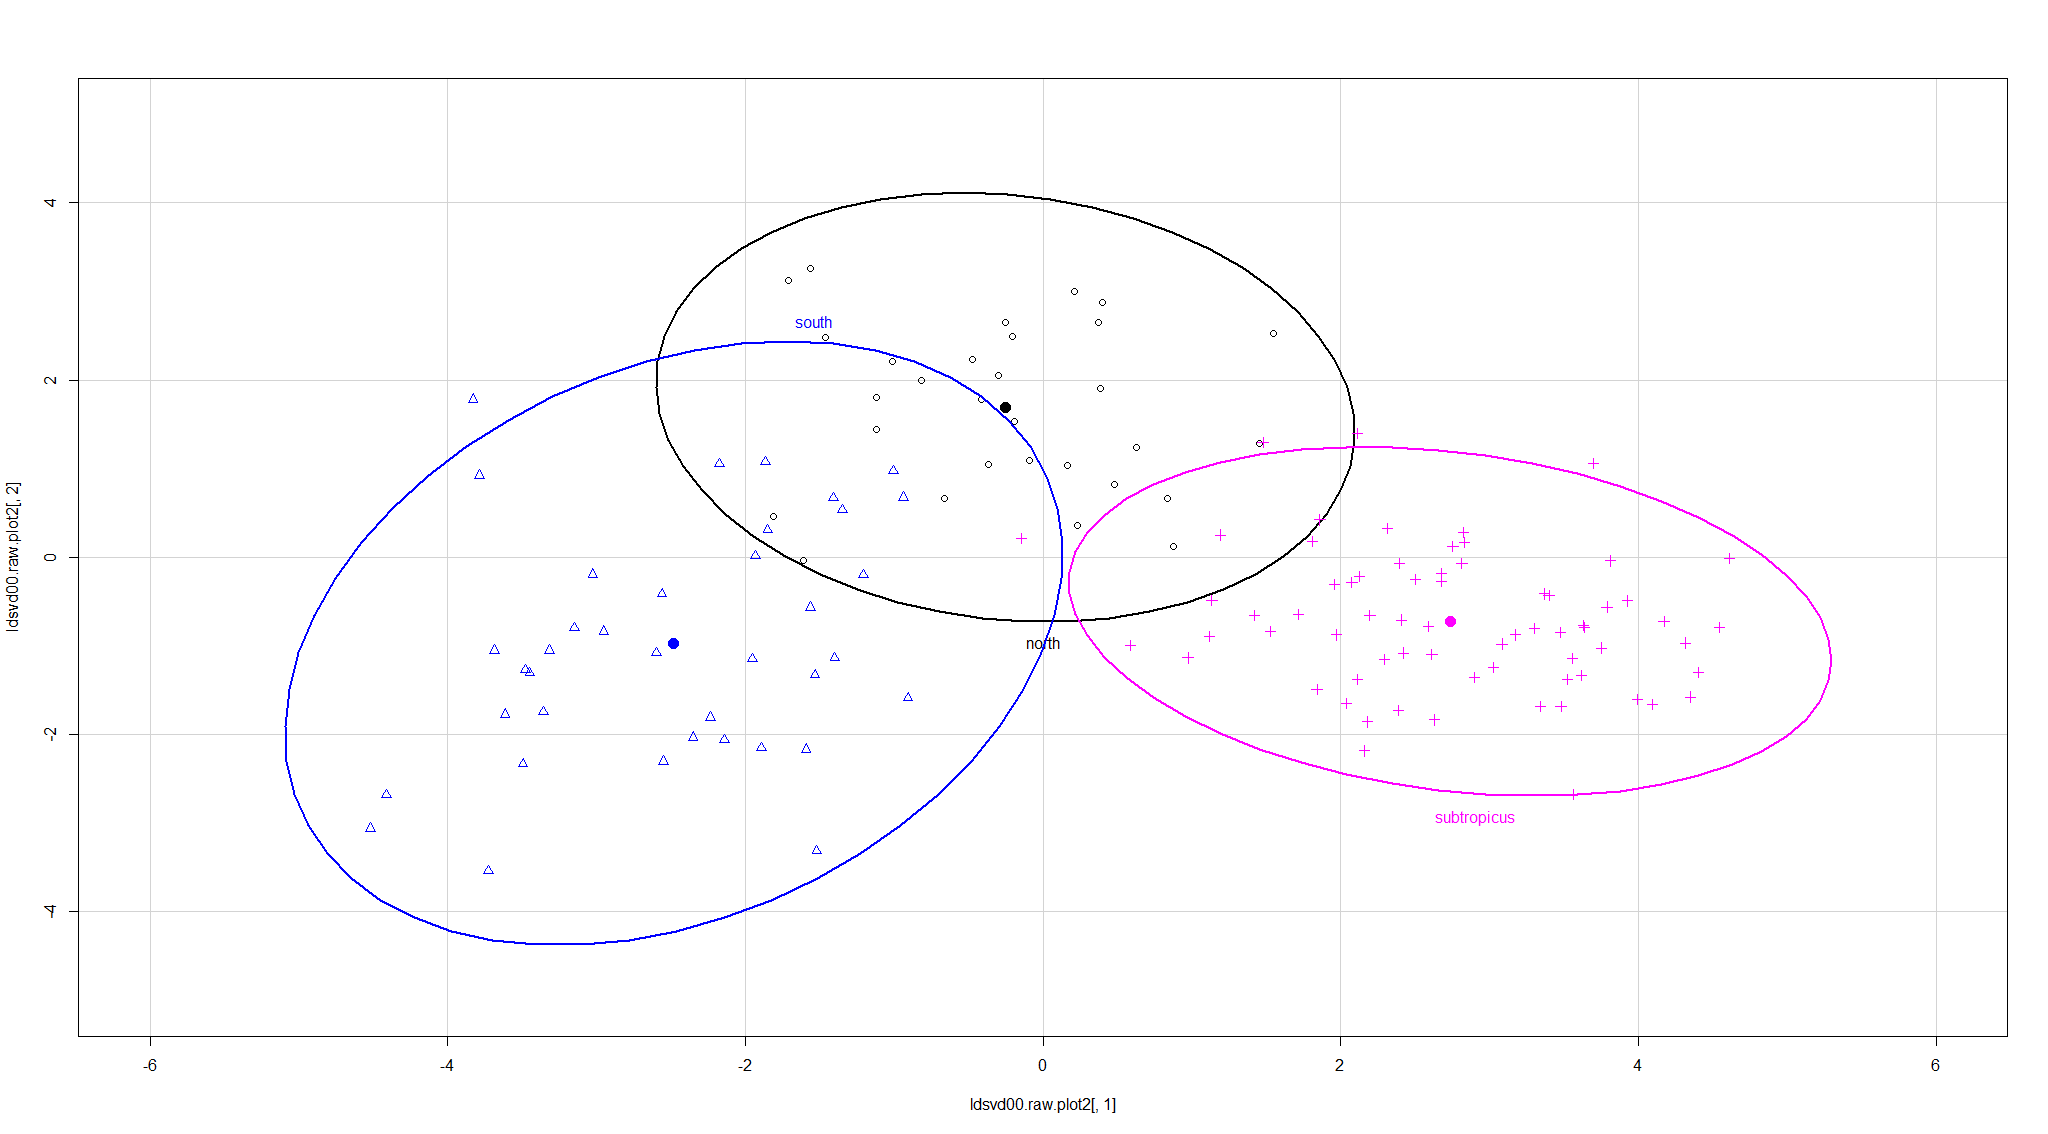 4
2
0
-2
-4
ldsvd00.raw.plot2[, 2]
south
north
subtropicus
-6 -4 -2 0 2 4 6
ldsvd00.raw.plot2[, 1]